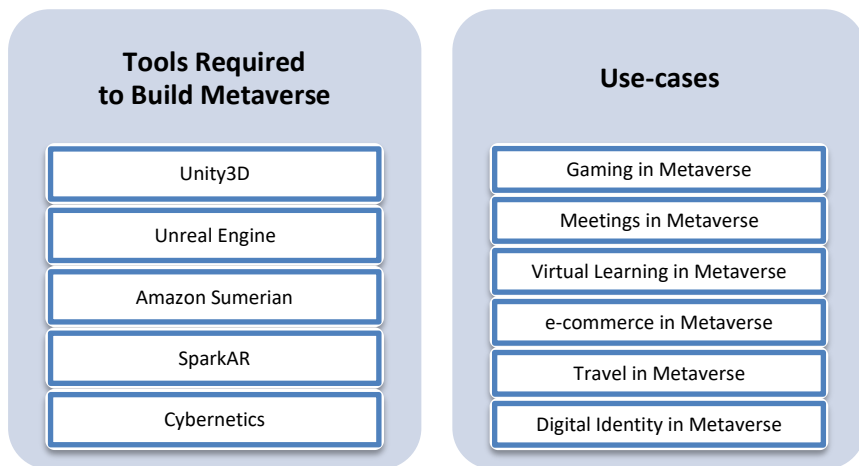 Tools Required
to Build Metaverse
Unity3D
Unreal Engine
Amazon Sumerian
SparkAR
Cybernetics
Use-cases
Gaming in Metaverse
Meetings in Metaverse
Virtual Learning in Metaverse
e-commerce in Metaverse
Travel in Metaverse
Digital Identity in Metaverse